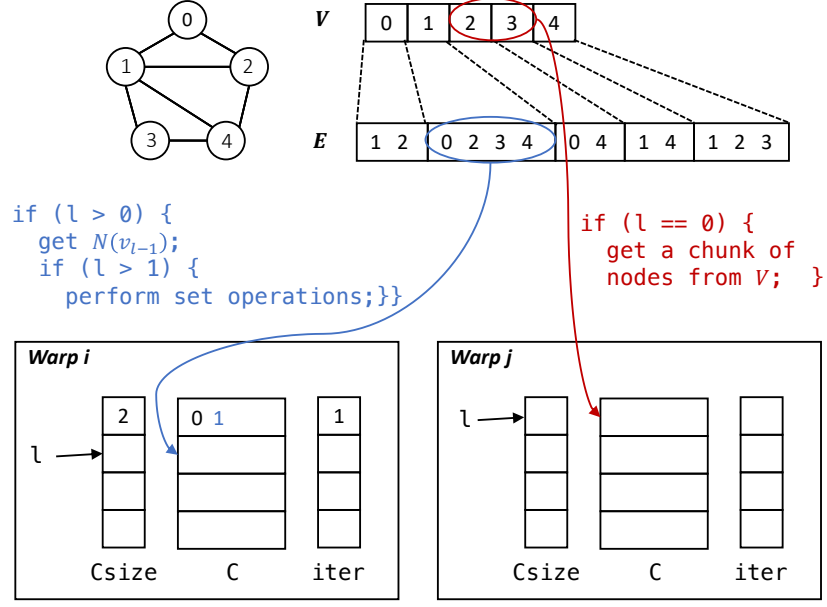 0
1 2
3 4
V 0 1 2 3 4
E 1 2 0 2 3 4 0 4 1 4 1 2 3
if (l > 0) {
get N(v_{l-1});
if (l > 1) {
perform set operations;}}
if (l == 0) {
get a chunk of
nodes from V; }
Warp i
2 0 1 1
l
Csize C iter
Warp j
l
Csize C iter